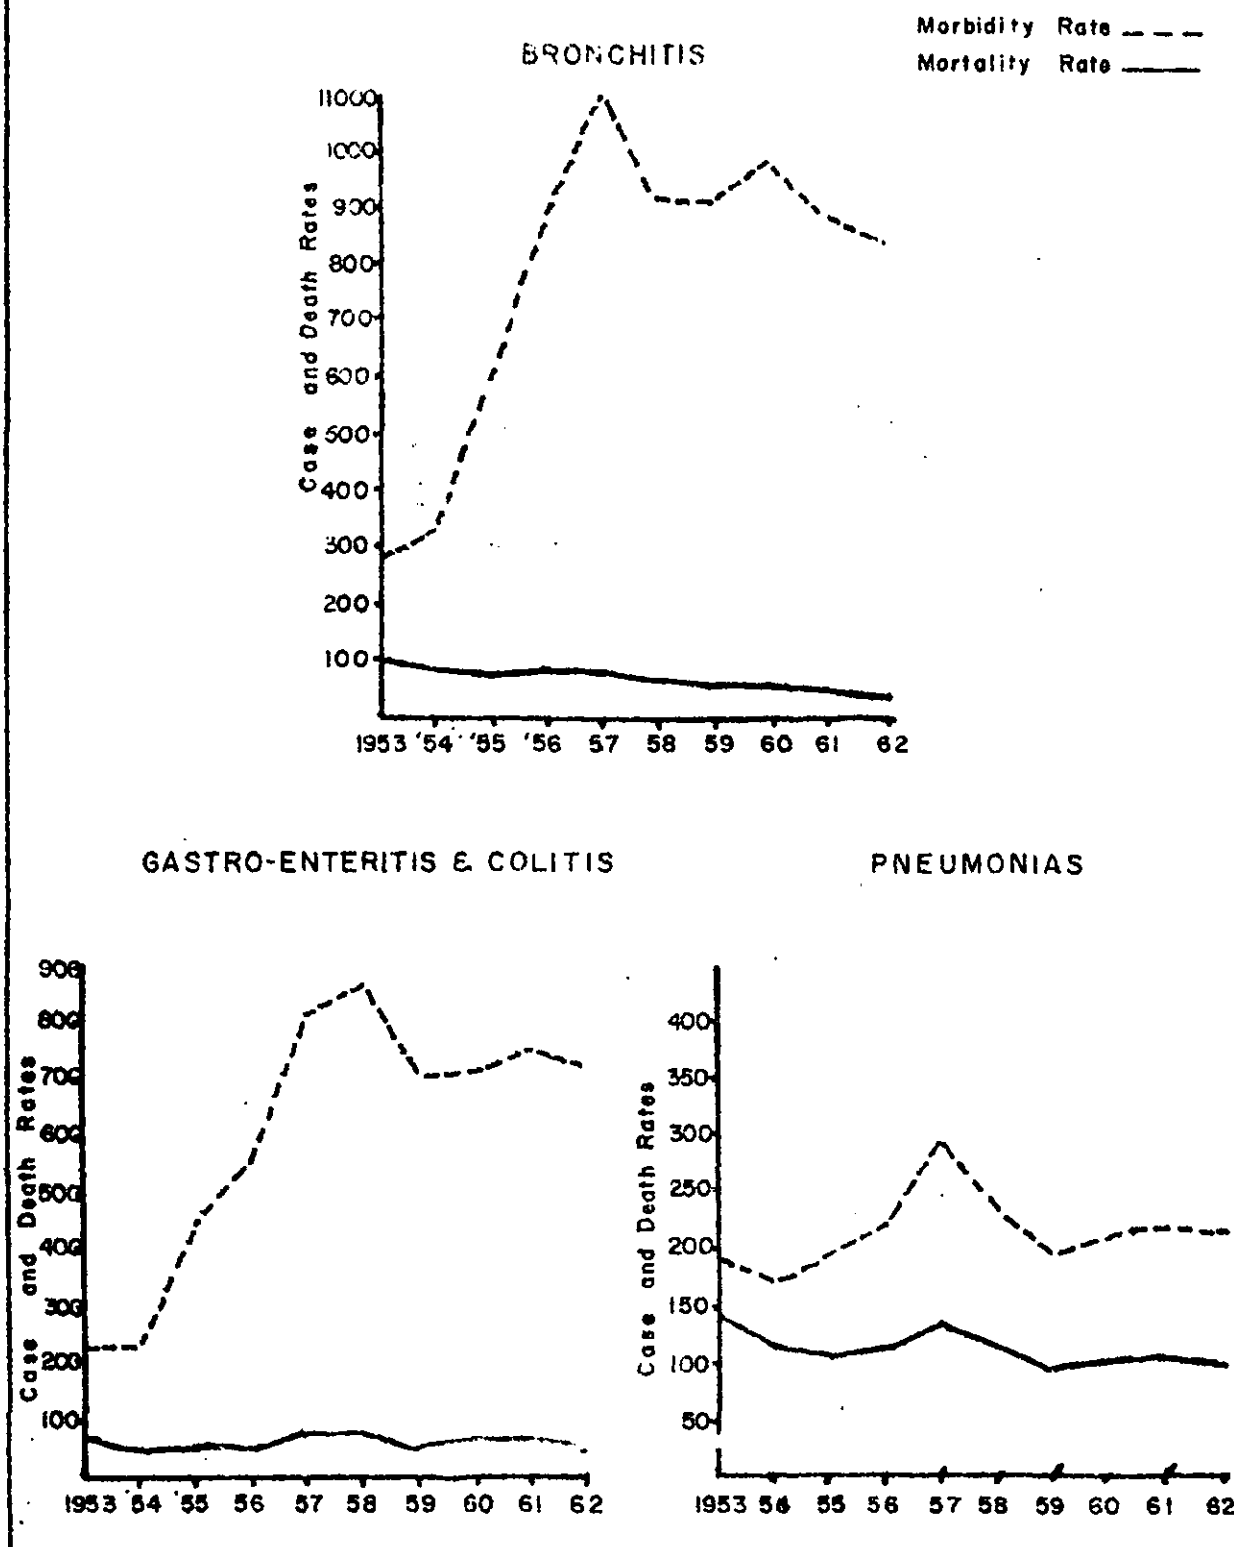 Morbidity Rate
Mortality Rate
BRONCHITIS
Case and Death Rates
11000
1000
900
800
700
600
500
400
300
200
100
1953 '54 '55 '56 57 58 59 60 61 62
GASTRO-ENTERITIS & COLITIS
Case and Death Rates
900
800
700
600
500
400
300
200
100
1953 54 '55 56 57 58 59 60 61 62
PNEUMONIAS
Case and Death Rates
400
350
300
250
200
150
100
50
1953 54 55 56 57 58 59 60 61 62